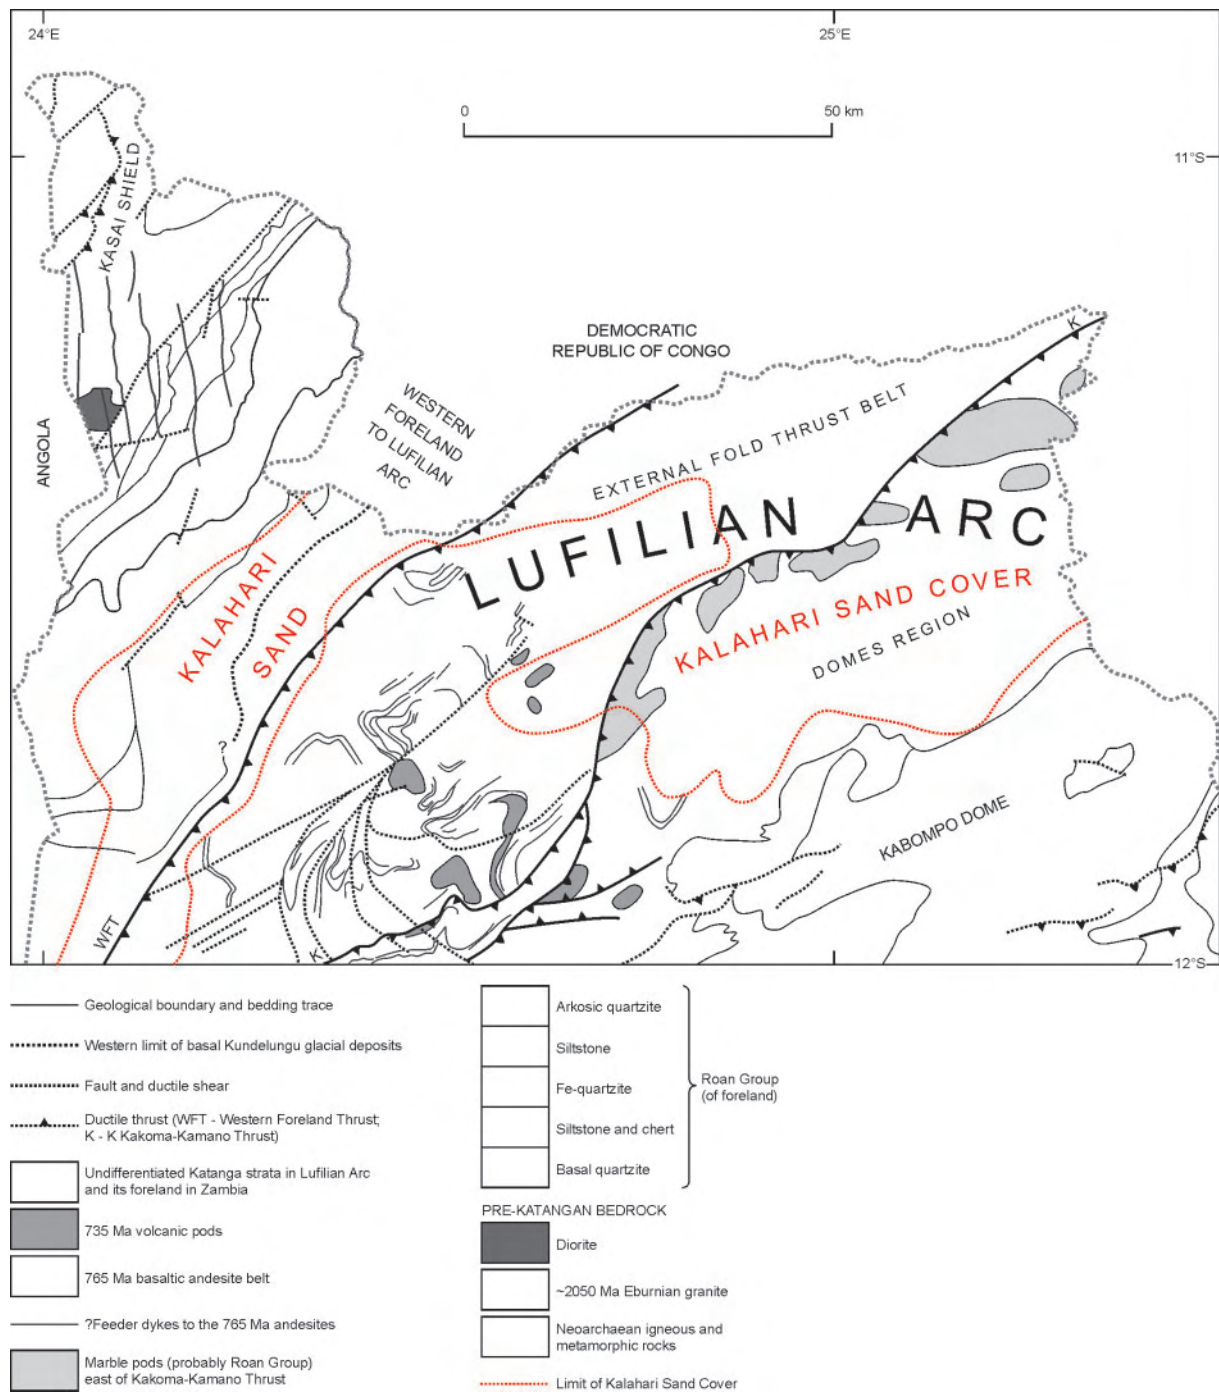 24°E
25°E
0
50 km
11°S
KASAI SHIELD
DEMOCRATIC
REPUBLIC OF CONGO
K
WESTERN
FORELAND
TO LUFILIAN
ARC
ANGOLA
EXTERNAL FOLD THRUST BELT
LUFILIAN ARC
KALAHARI
SAND
KALAHARI SAND COVER
DOMES REGION
?
KABOMPO DOME
WFT
K
12°S
Geological boundary and bedding trace
Western limit of basal Kundelungu glacial deposits
Fault and ductile shear
Ductile thrust (WFT - Western Foreland Thrust;
K - K Kakoma-Kamano Thrust)
Undifferentiated Katanga strata in Lufilian Arc
and its foreland in Zambia
735 Ma volcanic pods
765 Ma basaltic andesite belt
?Feeder dykes to the 765 Ma andesites
Marble pods (probably Roan Group)
east of Kakoma-Kamano Thrust
Arkosic quartzite
Siltstone
Fe-quartzite
Siltstone and chert
Basal quartzite
Roan Group
(of foreland)
PRE-KATANGAN BEDROCK
Diorite
~2050 Ma Eburnian granite
Neoarchaean igneous and
metamorphic rocks
Limit of Kalahari Sand Cover